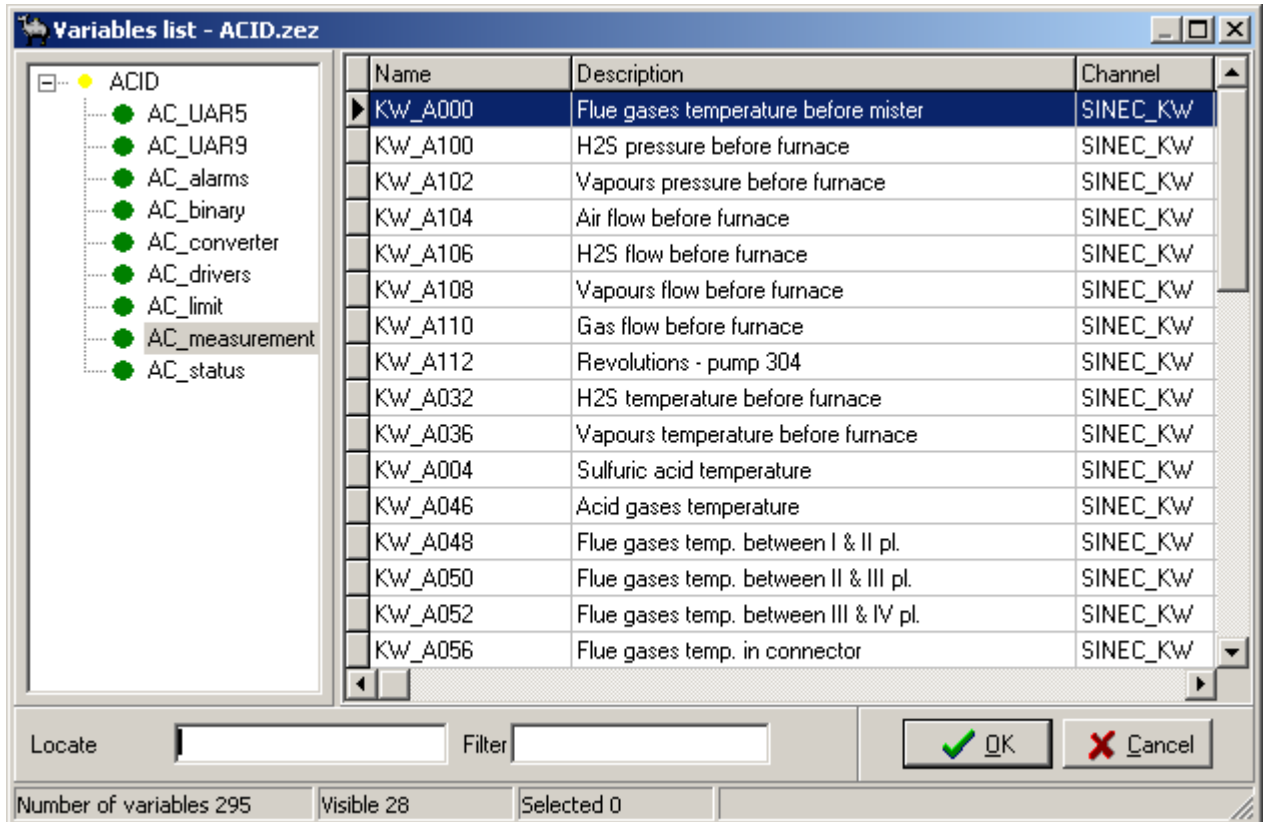 Variables list - ACID.zez
ACID
AC_UAR5
AC_UAR9
AC_alarms
AC_binary
AC_converter
AC_drivers
AC_limit
AC_measurement
AC_status
Name Description Channel
KW_A000 Flue gases temperature before mister SINEC_KW
KW_A100 H2S pressure before furnace SINEC_KW
KW_A102 Vapours pressure before furnace SINEC_KW
KW_A104 Air flow before furnace SINEC_KW
KW_A106 H2S flow before furnace SINEC_KW
KW_A108 Vapours flow before furnace SINEC_KW
KW_A110 Gas flow before furnace SINEC_KW
KW_A112 Revolutions - pump 304 SINEC_KW
KW_A032 H2S temperature before furnace SINEC_KW
KW_A036 Vapours temperature before furnace SINEC_KW
KW_A004 Sulfuric acid temperature SINEC_KW
KW_A046 Acid gases temperature SINEC_KW
KW_A048 Flue gases temp. between I & II pl. SINEC_KW
KW_A050 Flue gases temp. between II & III pl. SINEC_KW
KW_A052 Flue gases temp. between III & IV pl. SINEC_KW
KW_A056 Flue gases temp. in connector SINEC_KW
Locate Filter OK Cancel
Number of variables 295 Visible 28 Selected 0